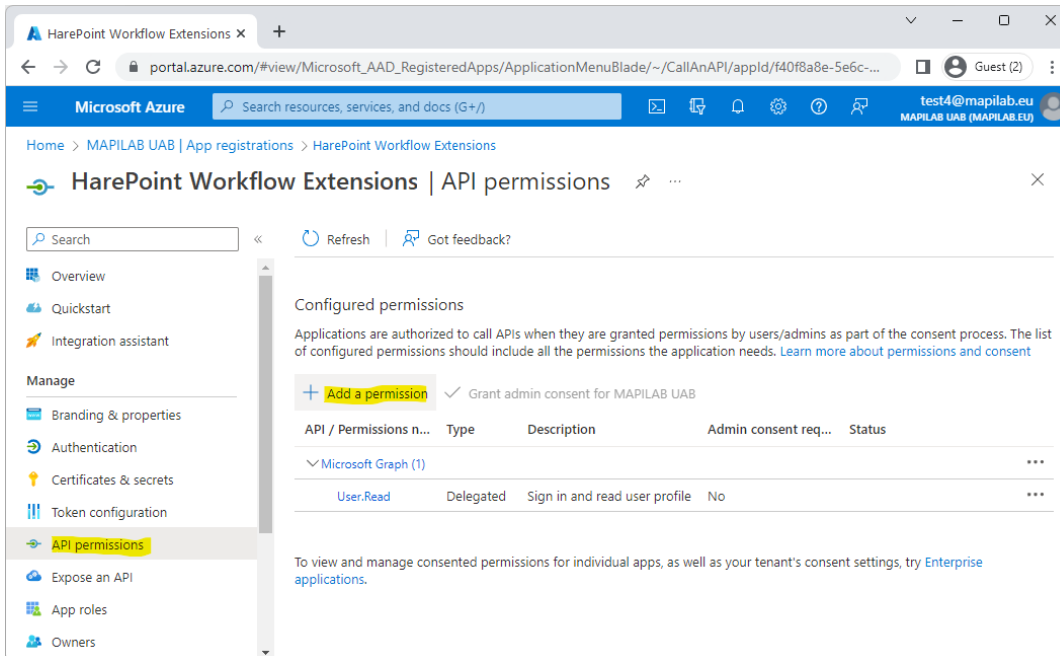 HarePoint Workflow Extensions
portal.azure.com/#view/Microsoft_AAD_RegisteredApps/ApplicationMenuBlade/~/CallAnAPI/appId/f40f8a8e-5e6c-...
Guest (2)
Microsoft Azure
Search resources, services, and docs (G+/)
test4@mapilab.eu
MAPILAB UAB (MAPILAB.EU)
Home > MAPILAB UAB | App registrations > HarePoint Workflow Extensions
HarePoint Workflow Extensions | API permissions ...
Search
«
Refresh
Got feedback?
Overview
Quickstart
Integration assistant
Manage
Branding & properties
Authentication
Certificates & secrets
Token configuration
API permissions
Expose an API
App roles
Owners
Configured permissions
Applications are authorized to call APIs when they are granted permissions by users/admins as part of the consent process. The list
of configured permissions should include all the permissions the application needs. Learn more about permissions and consent
Add a permission
Grant admin consent for MAPILAB UAB
API / Permissions n... Type Description Admin consent req... Status
Microsoft Graph (1) ...
User.Read Delegated Sign in and read user profile No ...
To view and manage consented permissions for individual apps, as well as your tenant's consent settings, try Enterprise
applications.